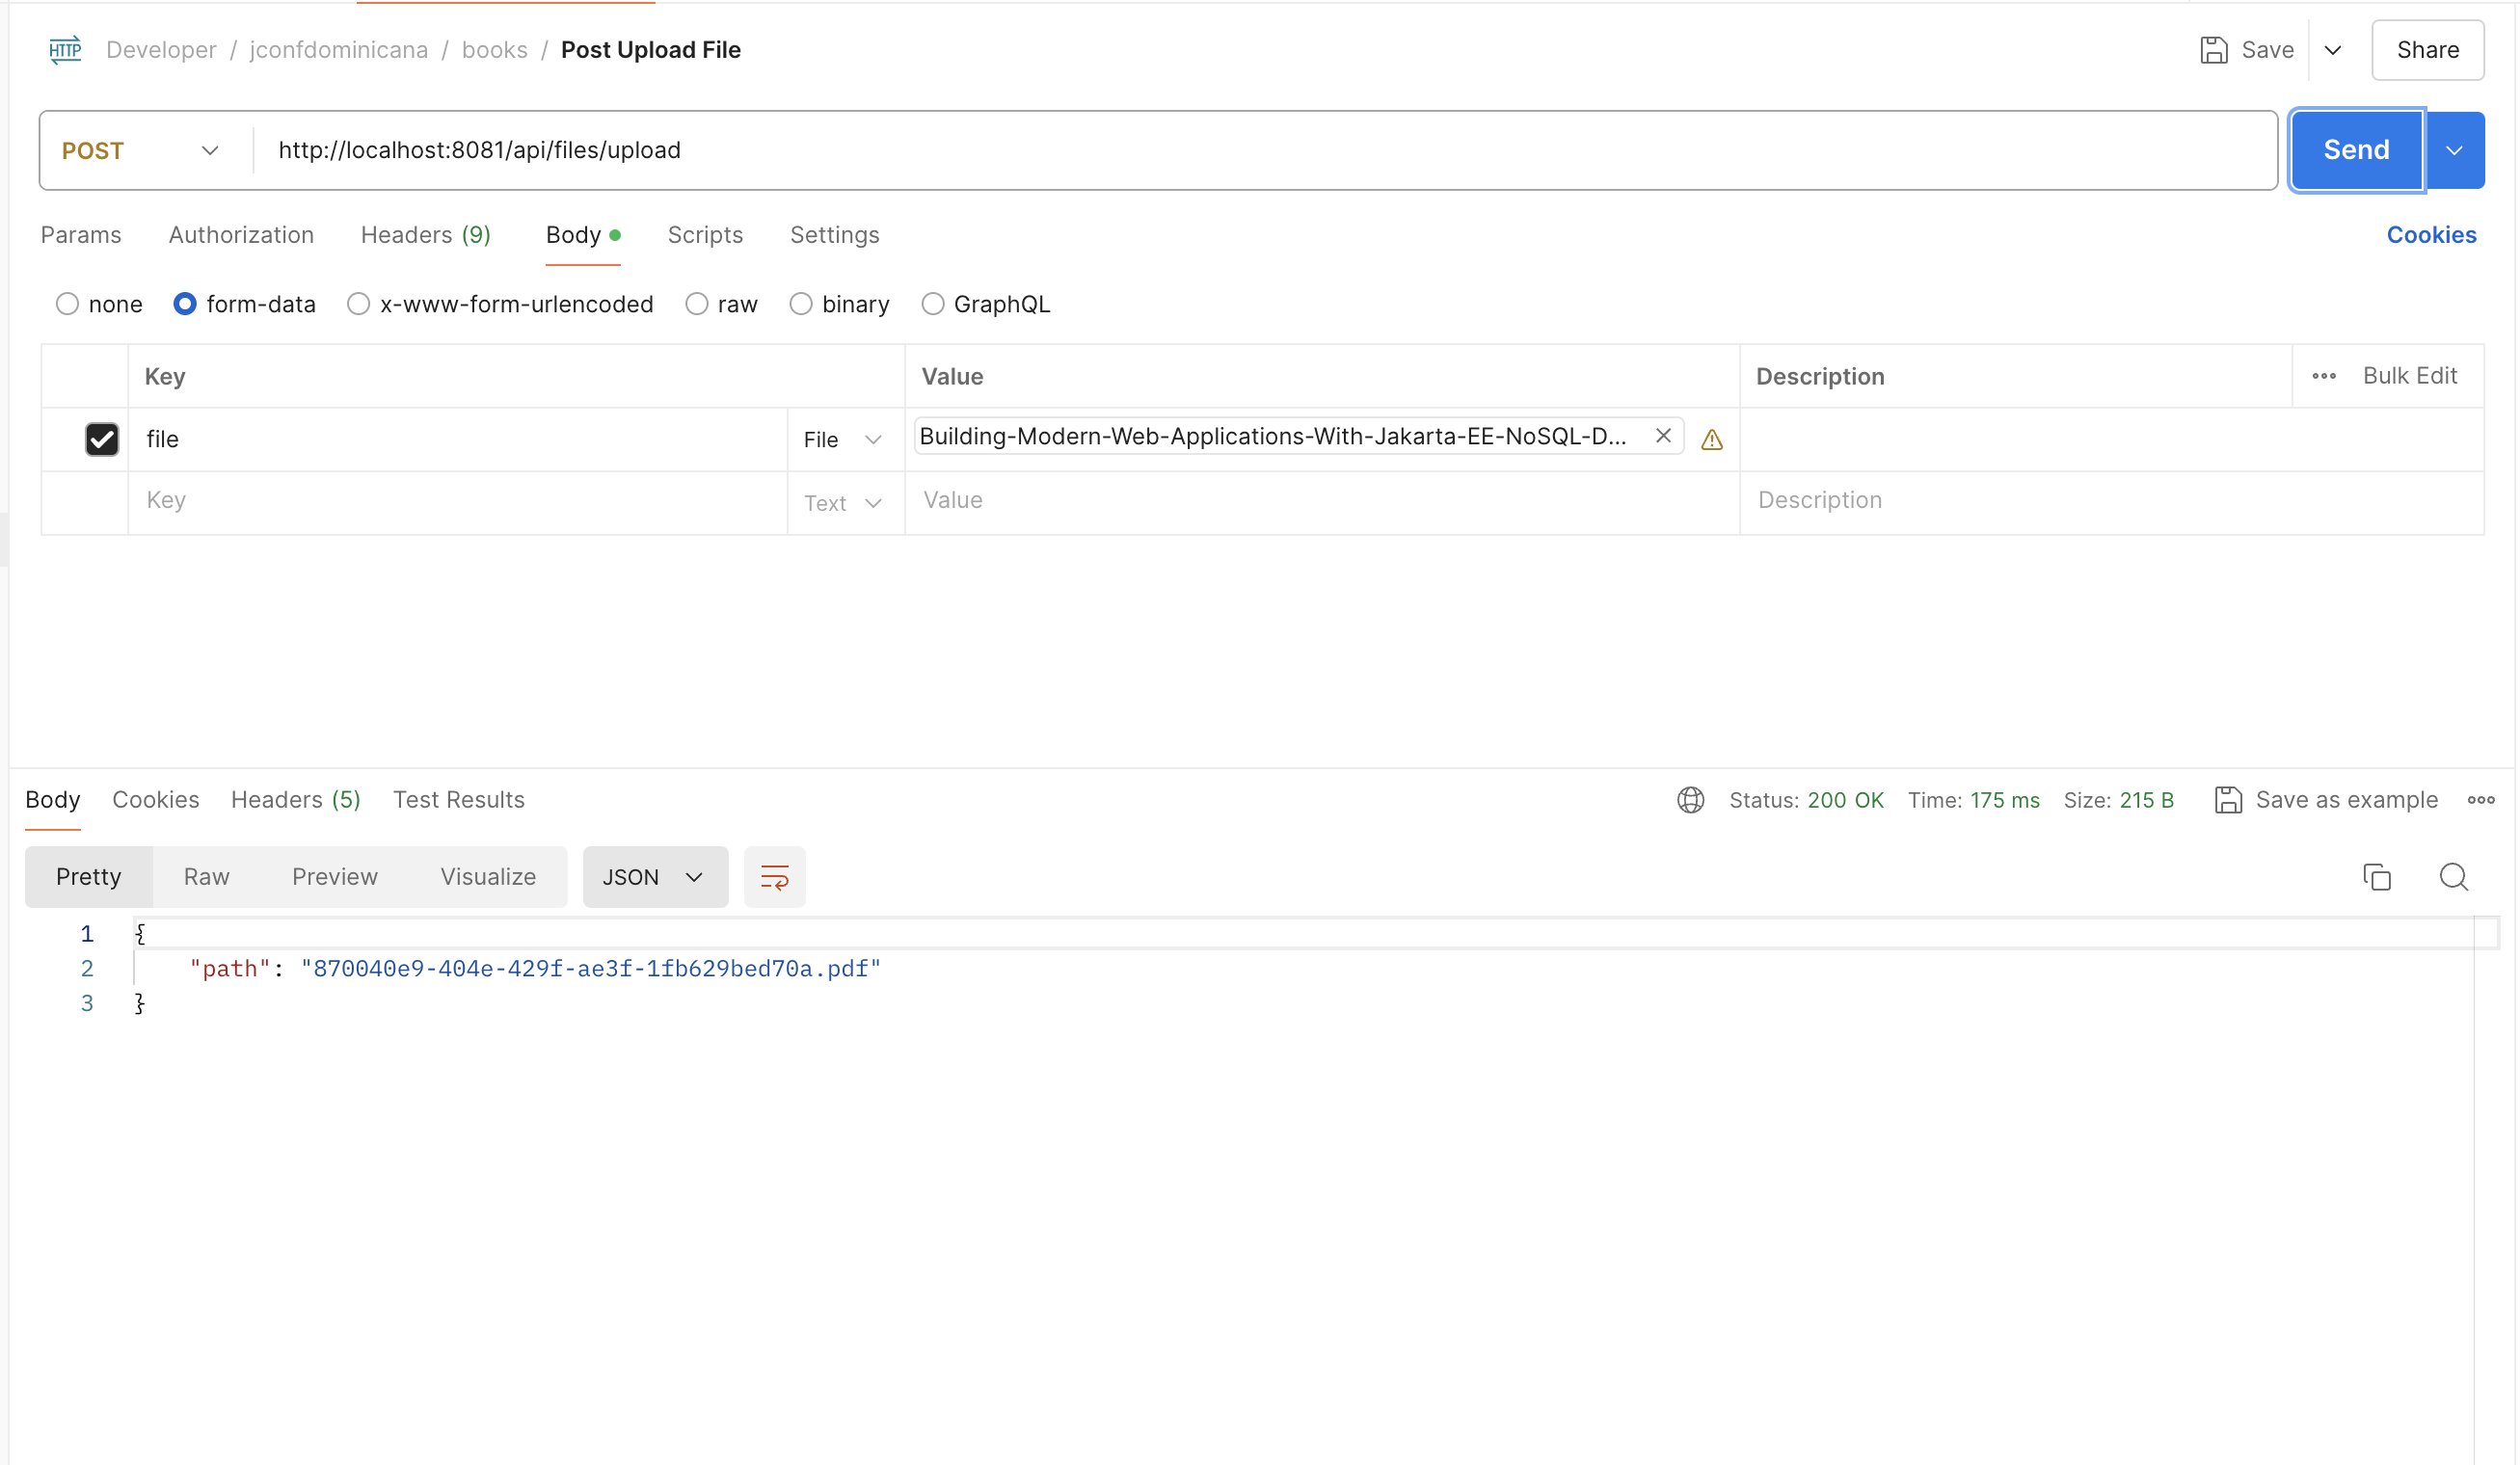 HTTP Developer / jconfdominicana / books / Post Upload File Save Share
POST http://localhost:8081/api/files/upload Send
Params Authorization Headers (9) Body Scripts Settings Cookies
none form-data x-www-form-urlencoded raw binary GraphQL
Key Value Description Bulk Edit
file File Building-Modern-Web-Applications-With-Jakarta-EE-NoSQL-D...
Key Text Value Description
Body Cookies Headers (5) Test Results Status: 200 OK Time: 175 ms Size: 215 B Save as example
Pretty Raw Preview Visualize JSON
1 {
2 "path": "870040e9-404e-429f-ae3f-1fb629bed70a.pdf"
3 }